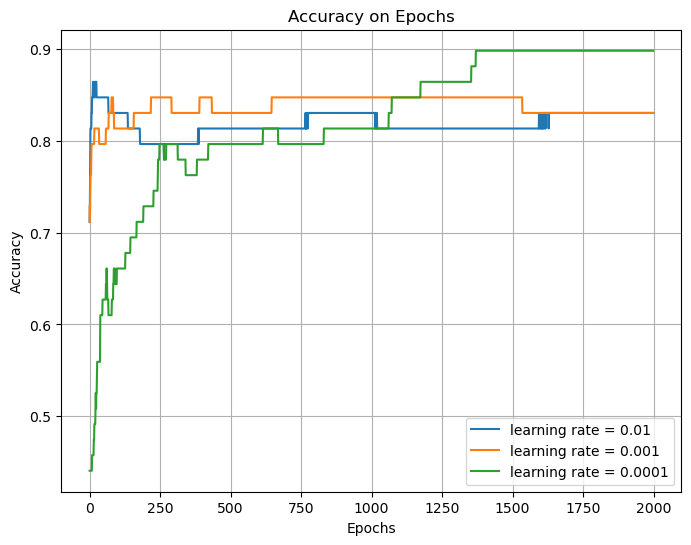 Accuracy on Epochs
0.9
0.8
0.7
0.6
0.5
Accuracy
0
250
500
750
1000
1250
1500
1750
2000
Epochs
learning rate = 0.01
learning rate = 0.001
learning rate = 0.0001